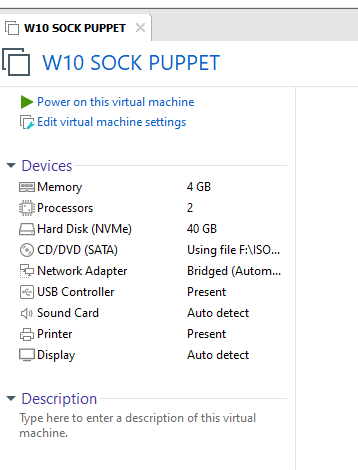 W10 SOCK PUPPET
W10 SOCK PUPPET
Power on this virtual machine
Edit virtual machine settings
Devices
Memory 4 GB
Processors 2
Hard Disk (NVMe) 40 GB
CD/DVD (SATA) Using file F:\ISO...
Network Adapter Bridged (Autom...
USB Controller Present
Sound Card Auto detect
Printer Present
Display Auto detect
Description
Type here to enter a description of this virtual
machine.